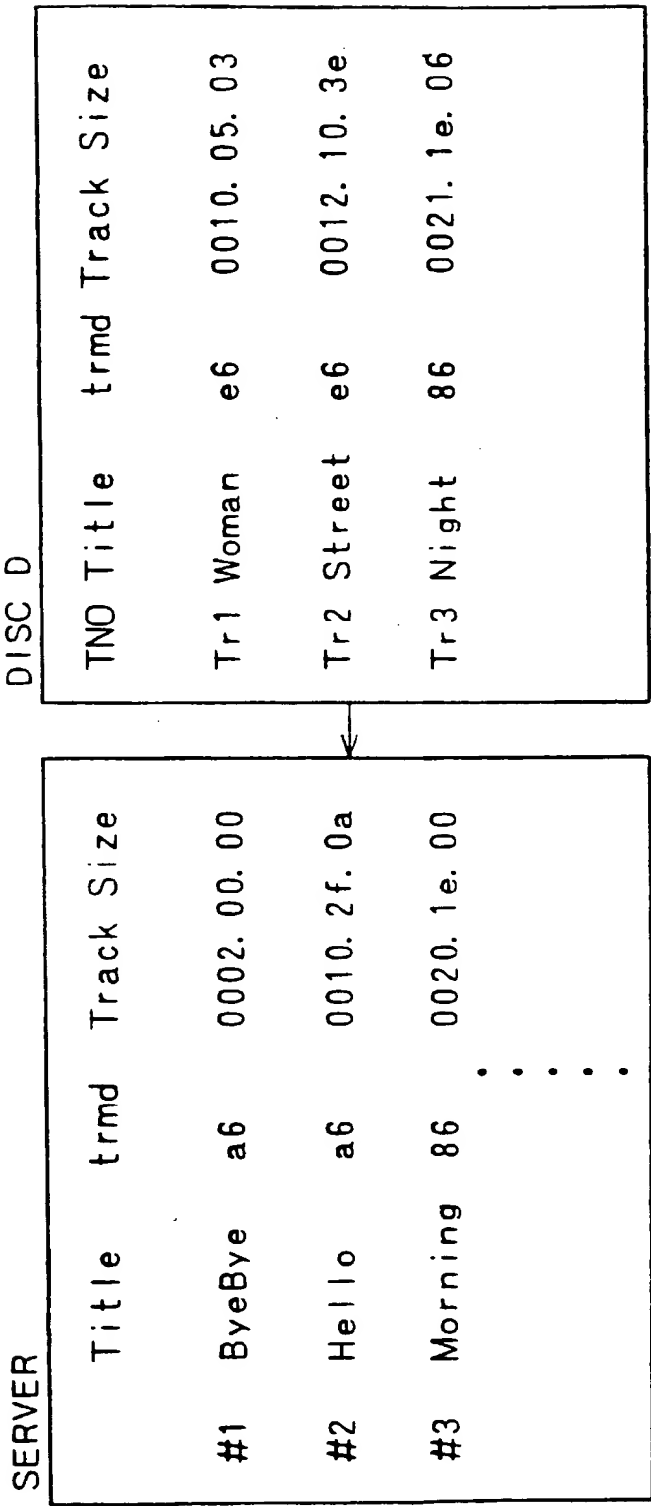 SERVER
Title trmd Track Size
#1 ByeBye a6 0002. 00. 00
#2 Hello a6 0010. 2f. 0a
#3 Morning 86 0020. 1e. 00
DISC D
TNO Title trmd Track Size
Tr1 Woman e6 0010. 05. 03
Tr2 Street e6 0012. 10. 3e
Tr3 Night 86 0021. 1e. 06